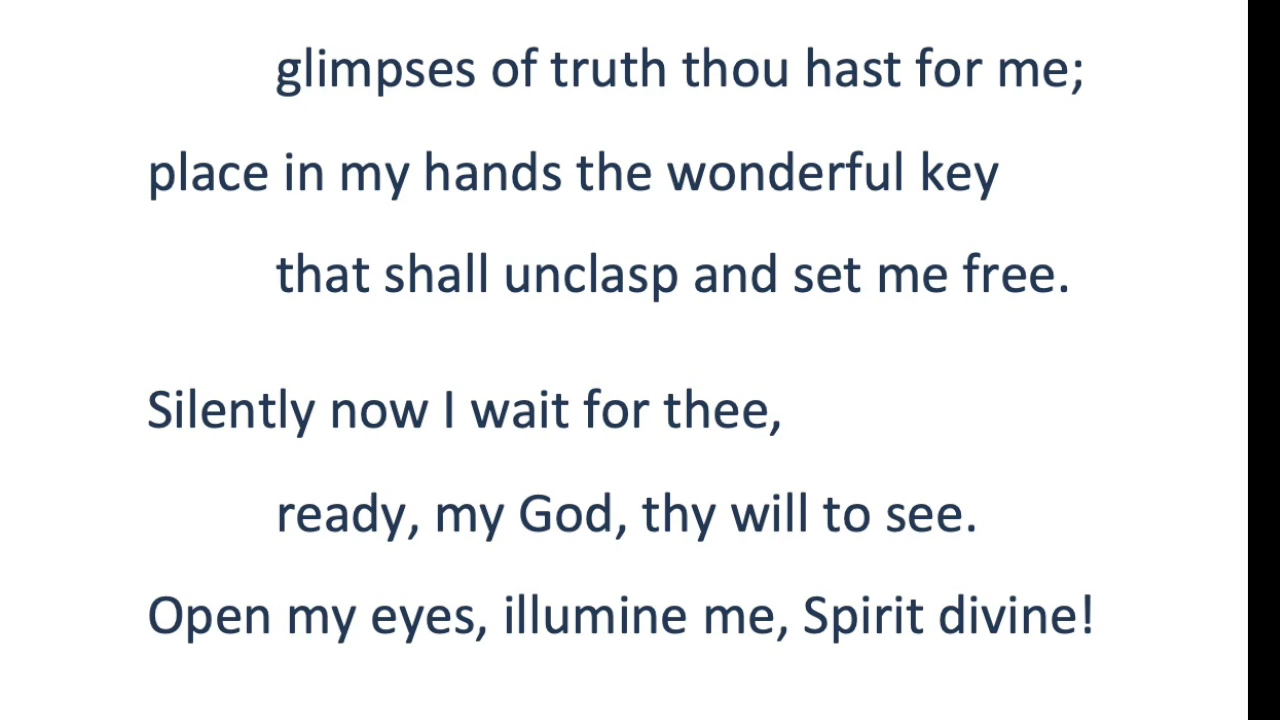 glimpses of truth thou hast for me;
place in my hands the wonderful key
that shall unclasp and set me free.
Silently now I wait for thee,
ready, my God, thy will to see.
Open my eyes, illumine me, Spirit divine!